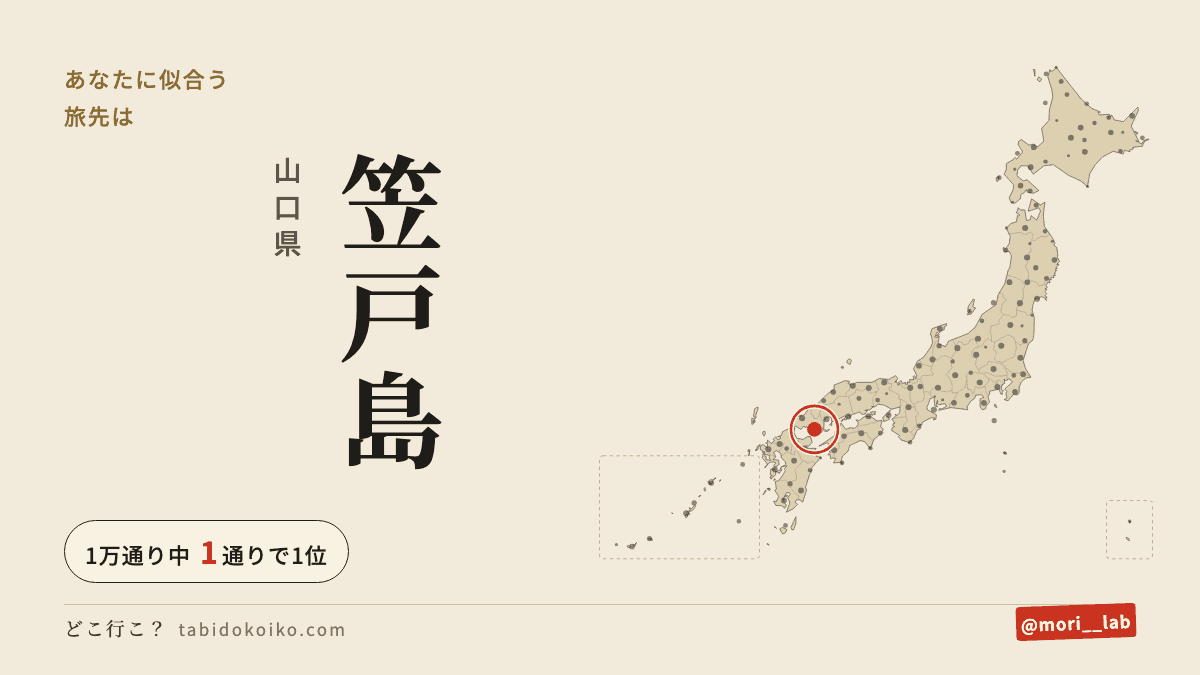 あなたに似合う
旅先は
笠戸島
山口県
1万通り中 1通りで1位
どこ行こ？ tabidokoiko.com
@mori__lab